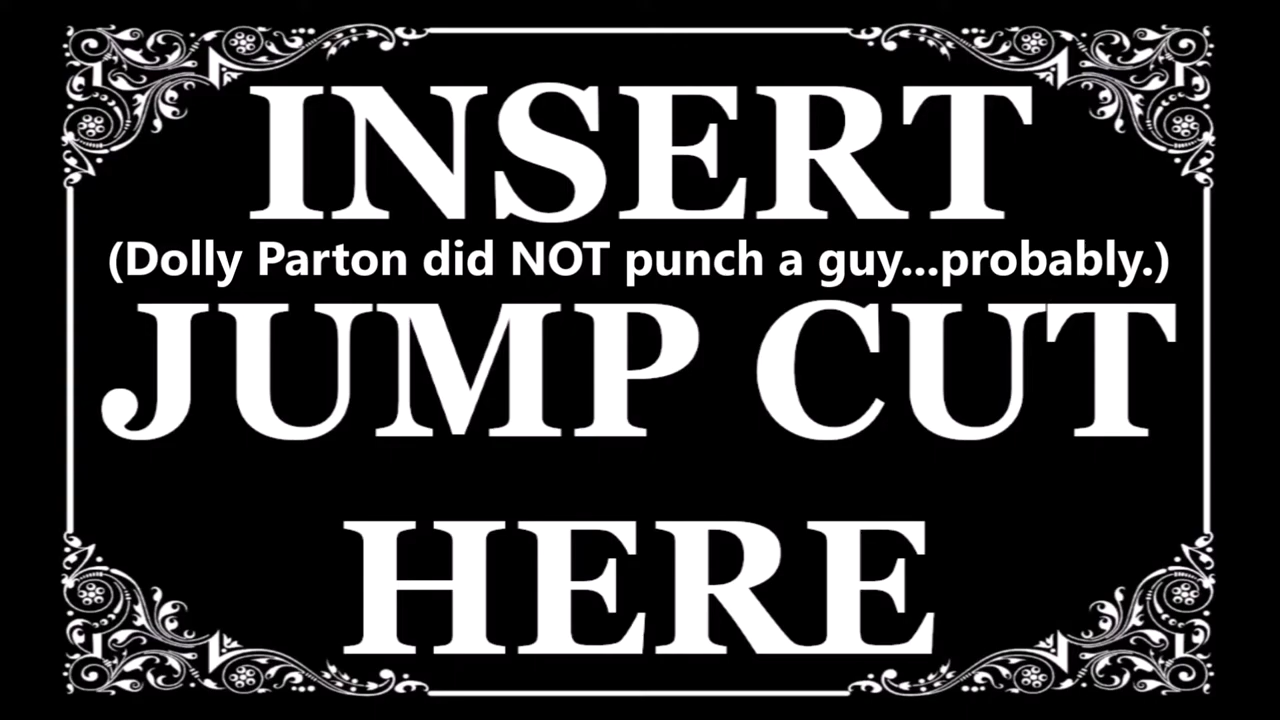 INSERT
(Dolly Parton did NOT punch a guy...probably.)
JUMP CUT
HERE